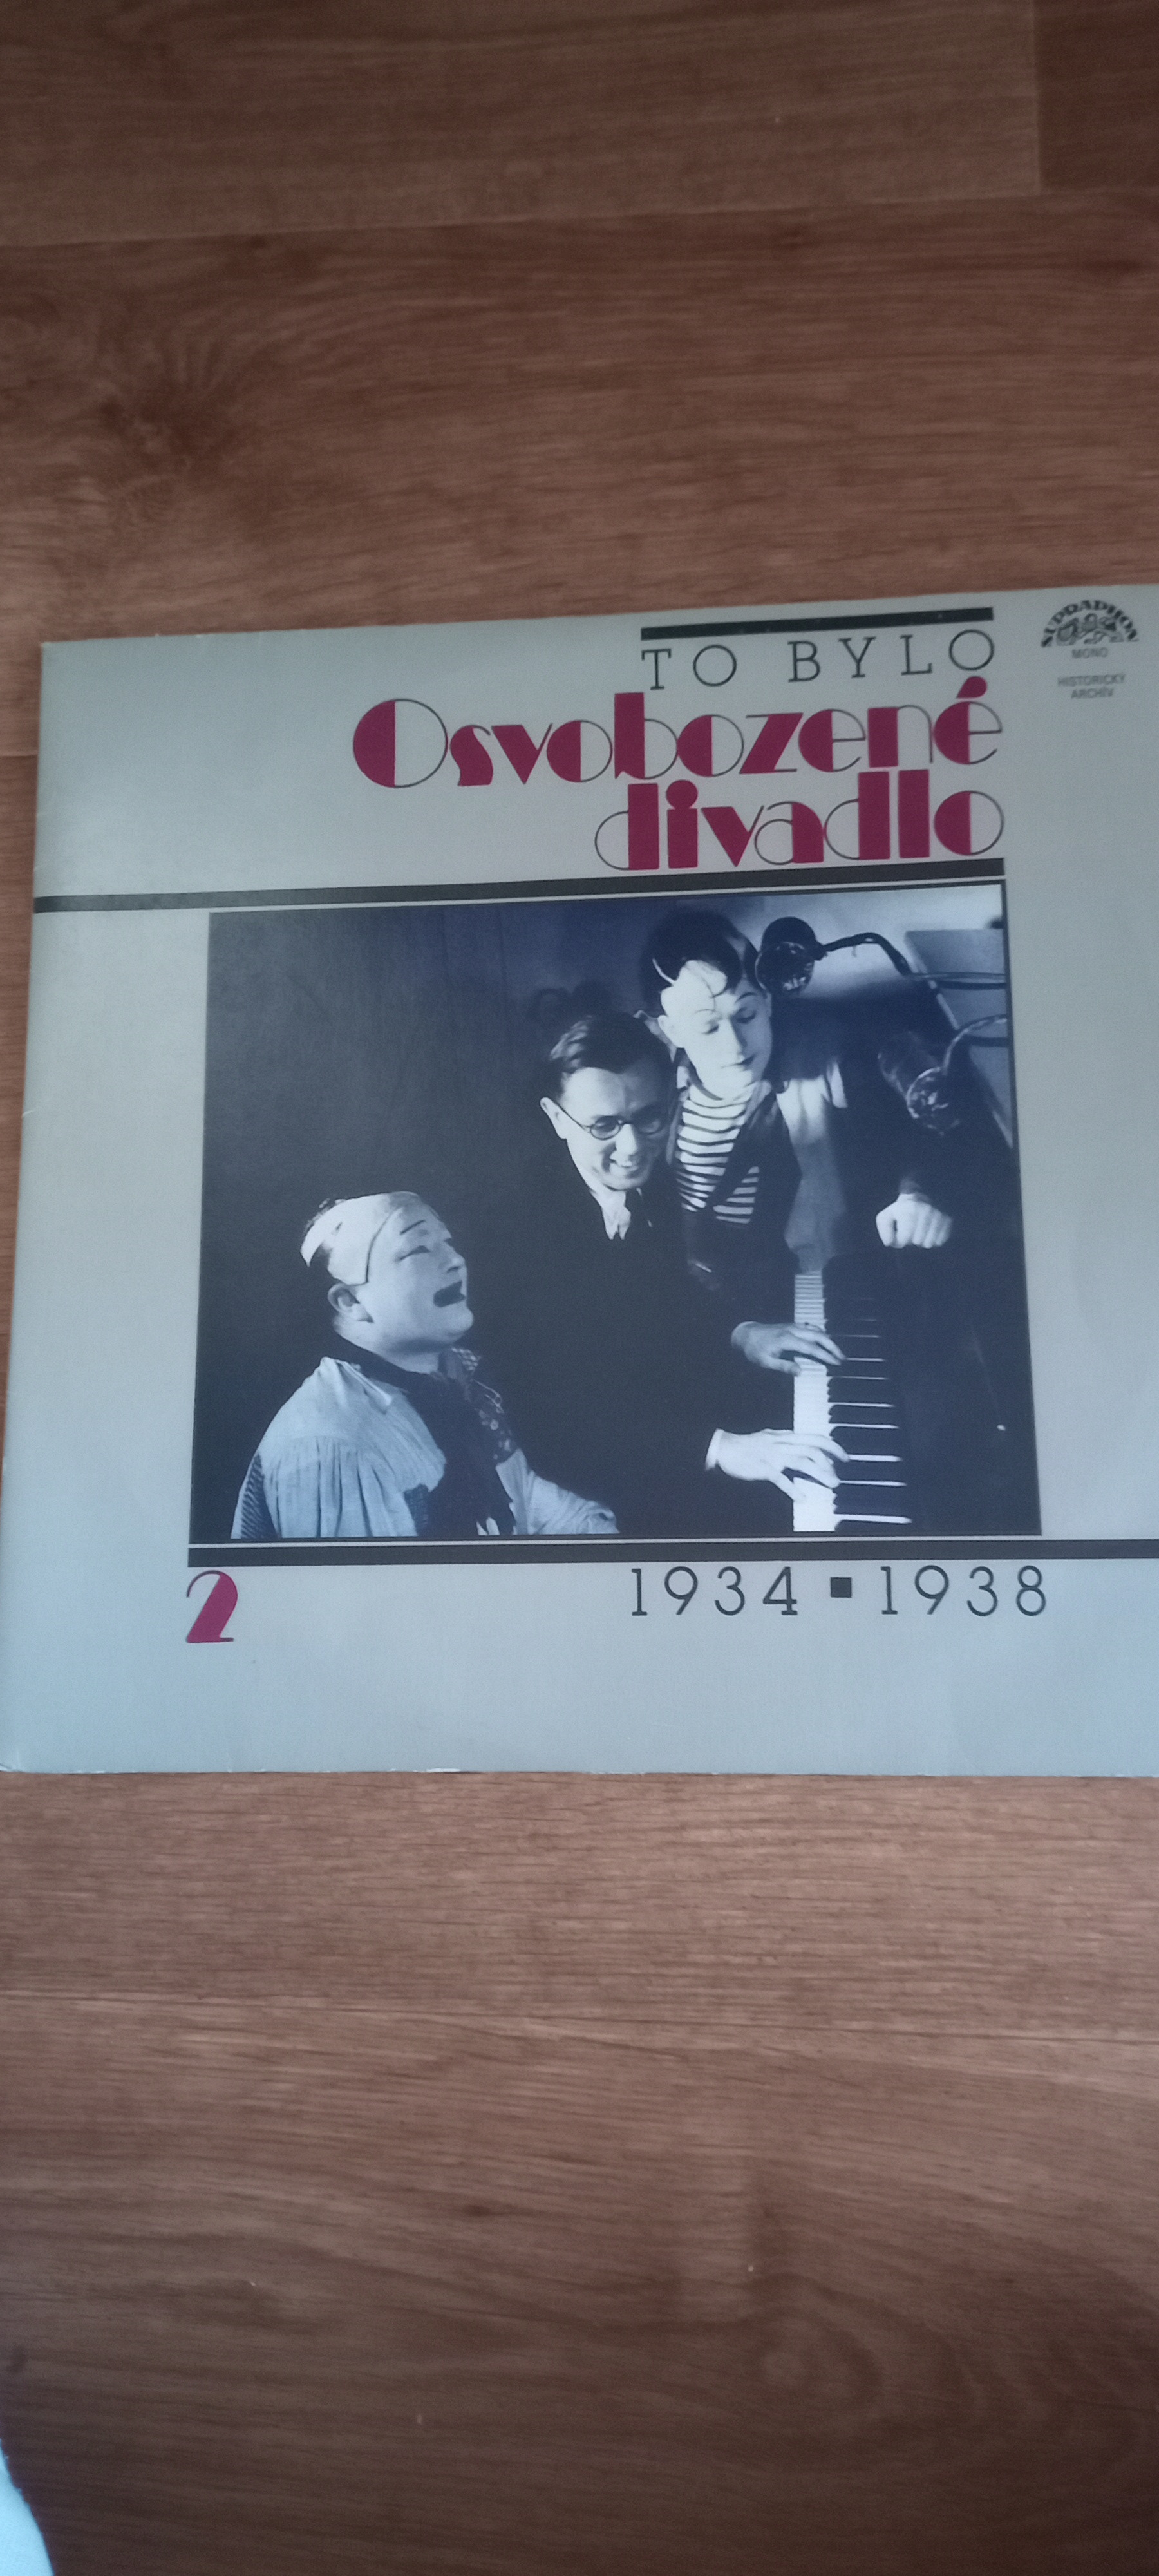 TO BYLO
Osvobozené
divadlo
SUPRAPHON
MONO
HISTORICKÝ
ARCHÍV
2
1934 ▪ 1938